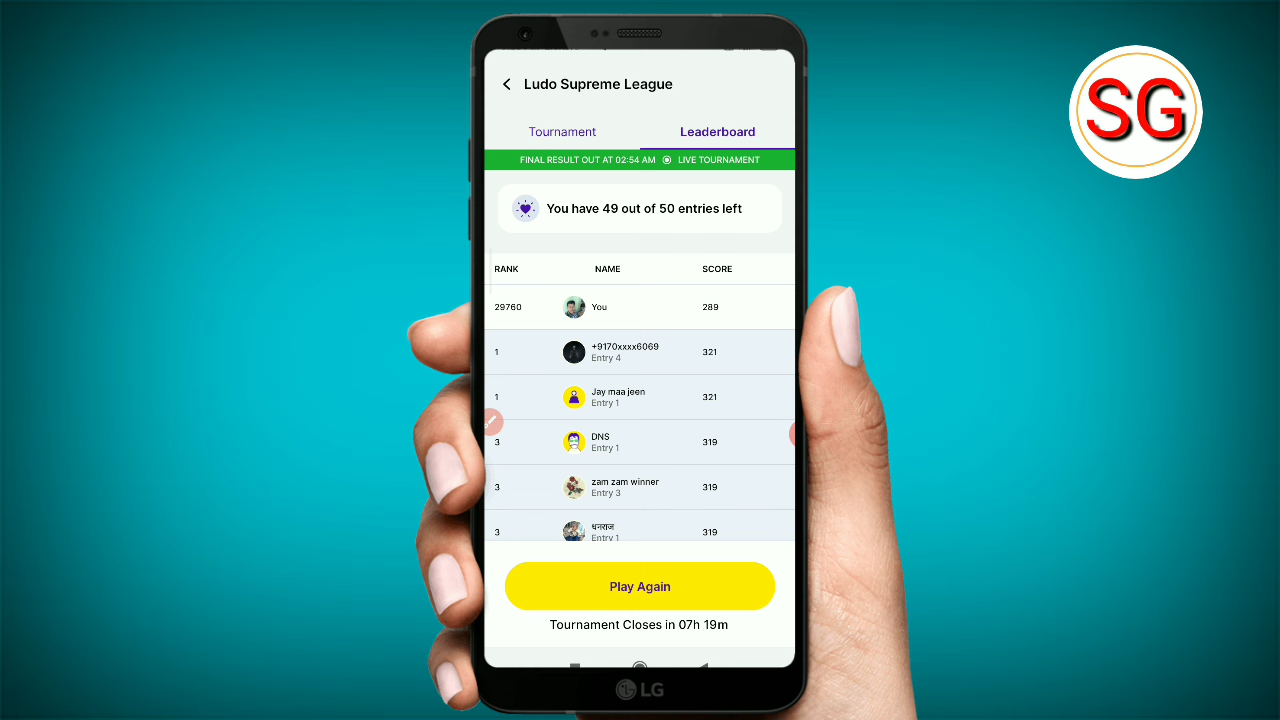 SG
Ludo Supreme League
Tournament Leaderboard
FINAL RESULT OUT AT 02:54 AM LIVE TOURNAMENT
You have 49 out of 50 entries left
RANK NAME SCORE
29760 You 289
1 +9170xxxx6069 321
Entry 4
1 Jay maa jeen 321
Entry 1
3 DNS 319
Entry 1
3 zam zam winner 319
Entry 3
3 धनराज 319
Entry 1
Play Again
Tournament Closes in 07h 19m
LG